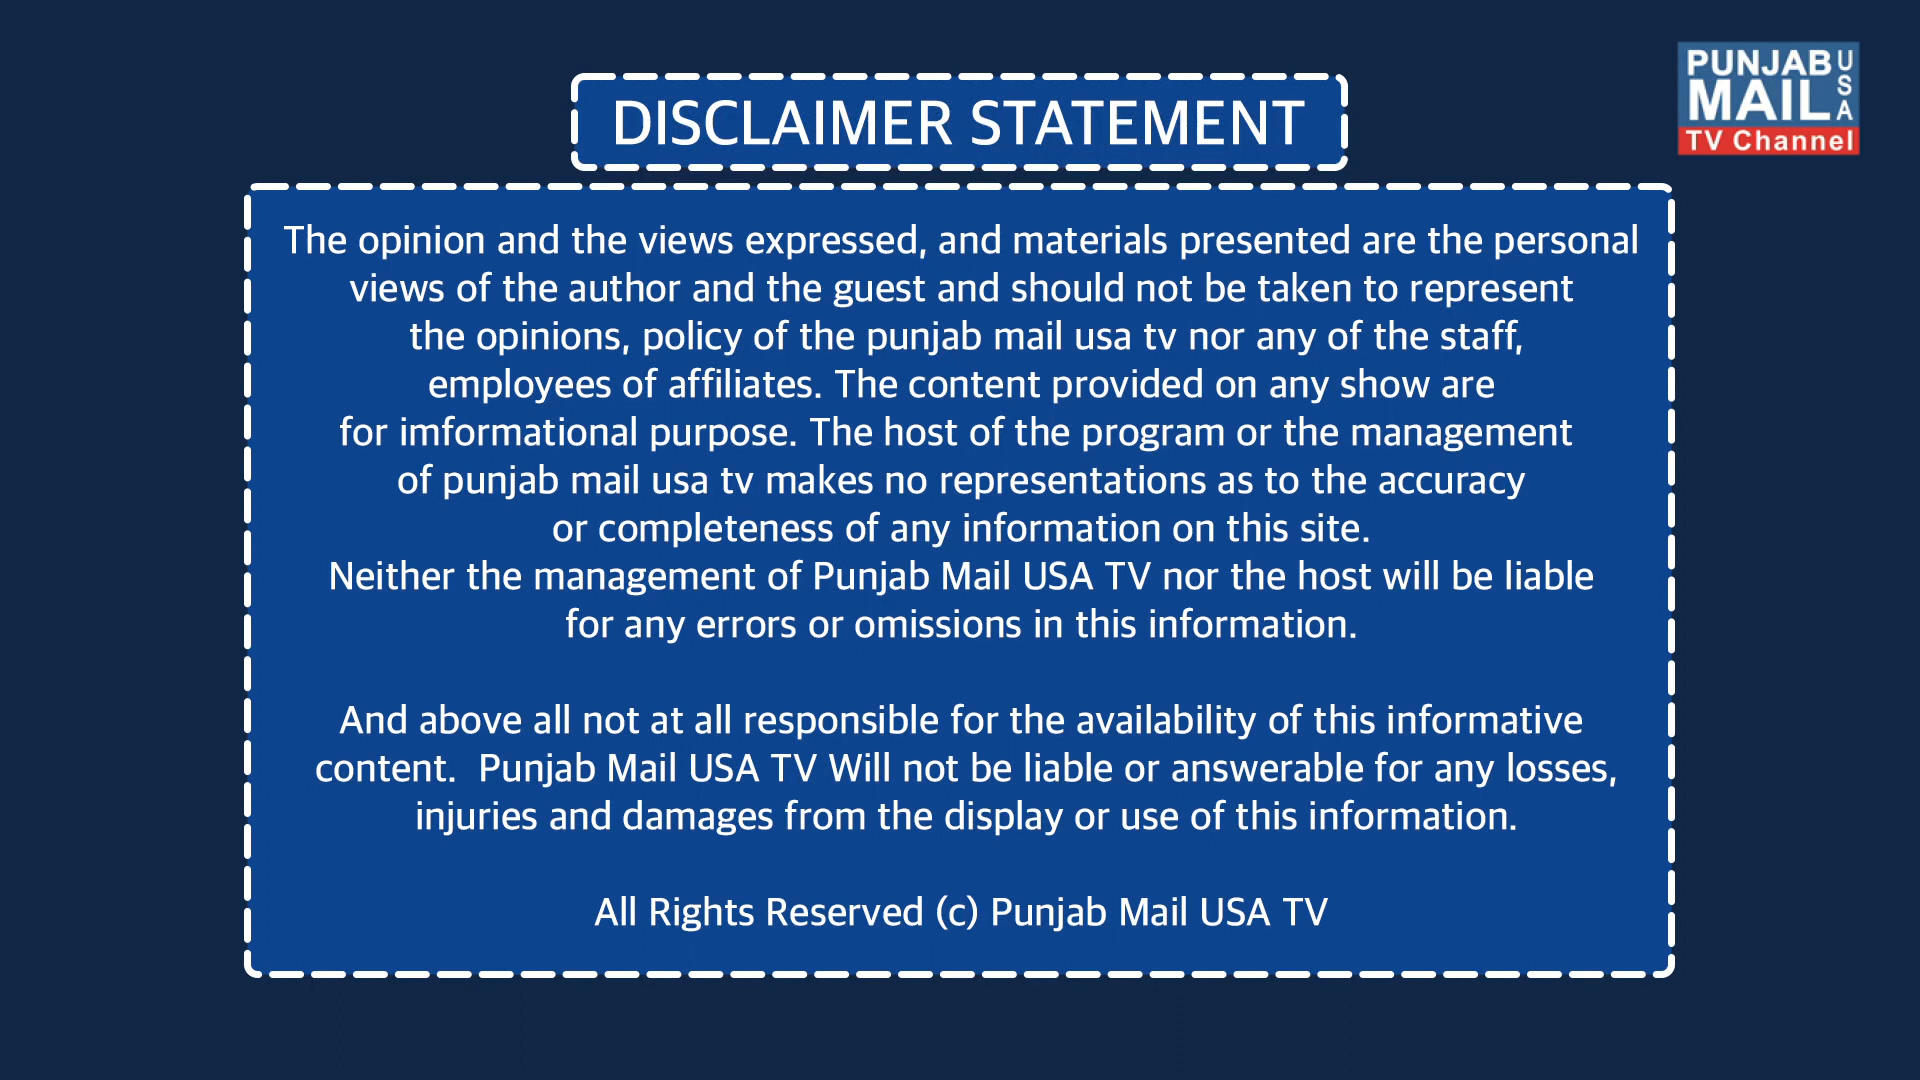 DISCLAIMER STATEMENT
PUNJAB USA
MAIL
TV Channel
The opinion and the views expressed, and materials presented are the personal
views of the author and the guest and should not be taken to represent
the opinions, policy of the punjab mail usa tv nor any of the staff,
employees of affiliates. The content provided on any show are
for imformational purpose. The host of the program or the management
of punjab mail usa tv makes no representations as to the accuracy
or completeness of any information on this site.
Neither the management of Punjab Mail USA TV nor the host will be liable
for any errors or omissions in this information.
And above all not at all responsible for the availability of this informative
content.  Punjab Mail USA TV Will not be liable or answerable for any losses,
injuries and damages from the display or use of this information.
All Rights Reserved (c) Punjab Mail USA TV